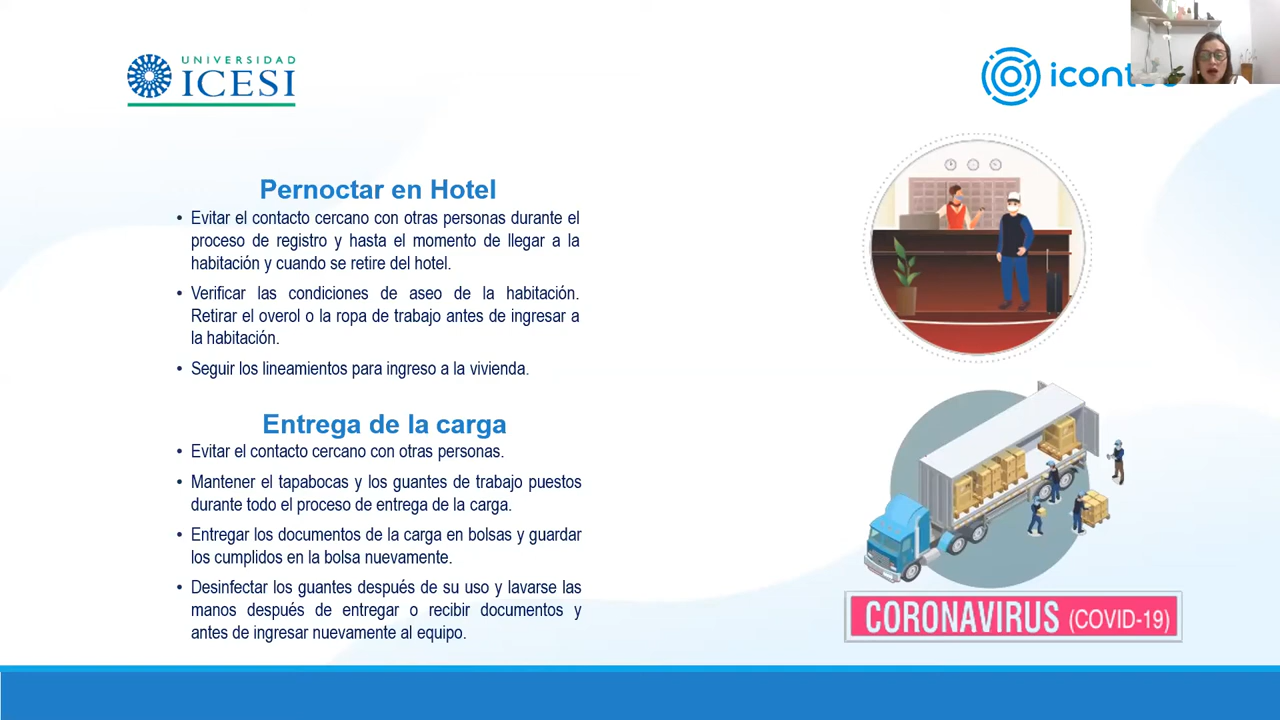 UNIVERSIDAD
ICESI
Pernoctar en Hotel
• Evitar el contacto cercano con otras personas durante el
proceso de registro y hasta el momento de llegar a la
habitación y cuando se retire del hotel.
• Verificar las condiciones de aseo de la habitación.
Retirar el overol o la ropa de trabajo antes de ingresar a
la habitación.
• Seguir los lineamientos para ingreso a la vivienda.
Entrega de la carga
• Evitar el contacto cercano con otras personas.
• Mantener el tapabocas y los guantes de trabajo puestos
durante todo el proceso de entrega de la carga.
• Entregar los documentos de la carga en bolsas y guardar
los cumplidos en la bolsa nuevamente.
• Desinfectar los guantes después de su uso y lavarse las
manos después de entregar o recibir documentos y
antes de ingresar nuevamente al equipo.
CORONAVIRUS (COVID-19)